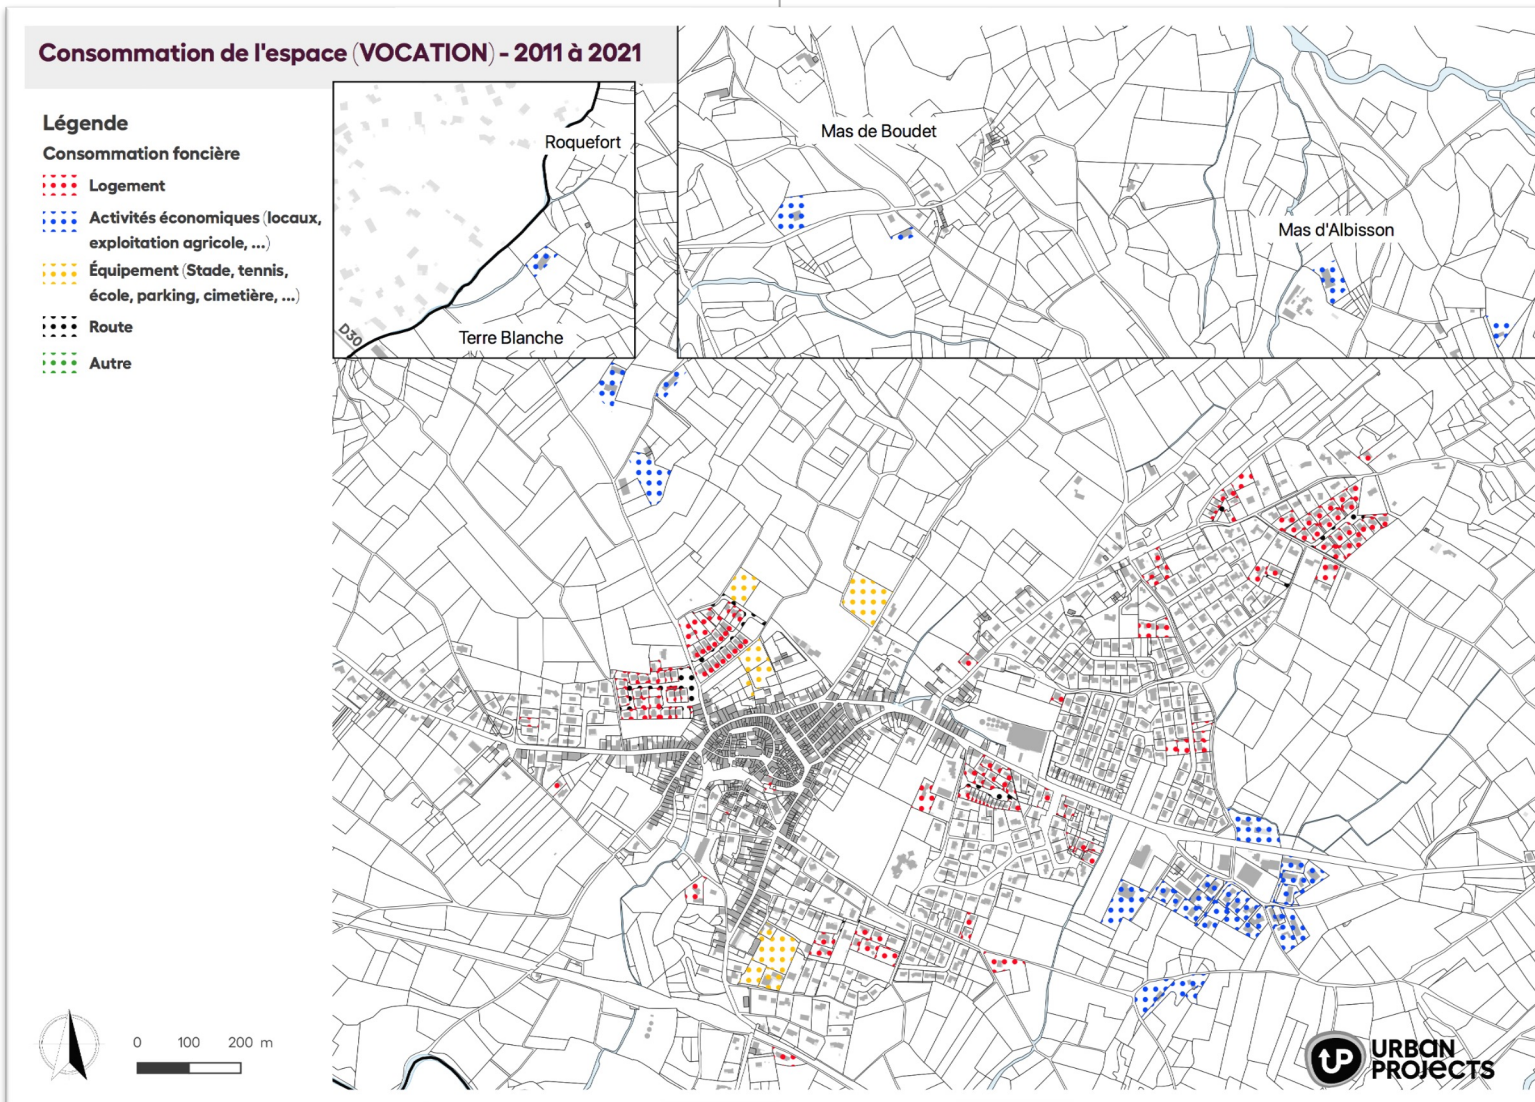 Consommation de l'espace (VOCATION) - 2011 à 2021
Légende
Consommation foncière
Logement
Activités économiques (locaux,
exploitation agricole, ...)
Équipement (Stade, tennis,
école, parking, cimetière, ...)
Route
Autre
Roquefort
D30
Terre Blanche
Mas de Boudet
Mas d'Albisson
0 100 200 m
UP
URBAN
PROJECTS